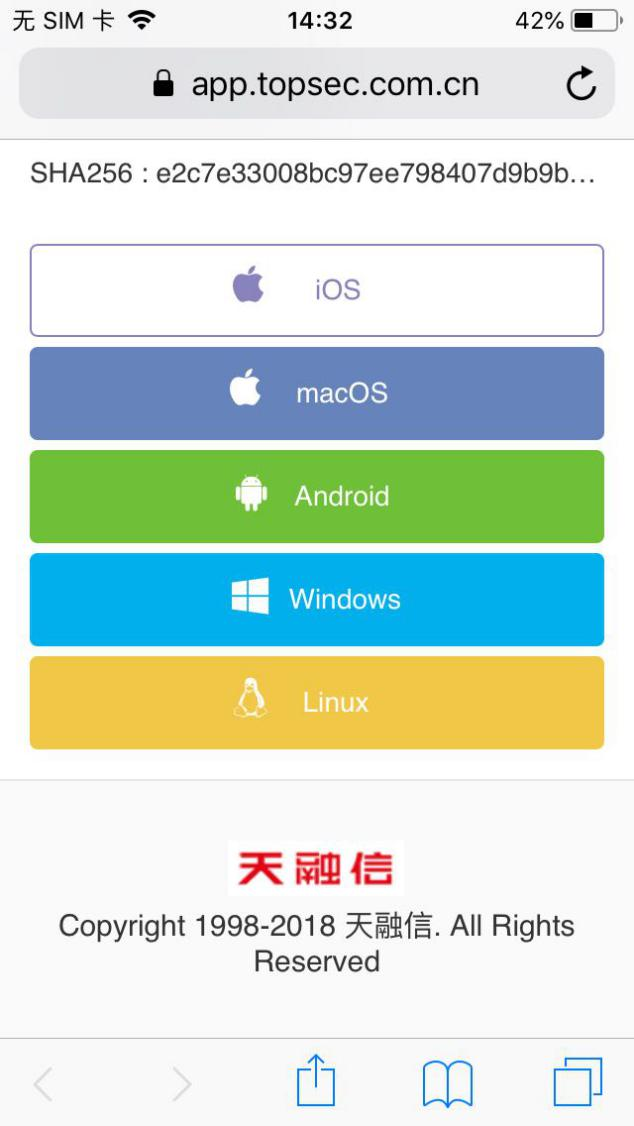 无 SIM 卡 14:32 42%
app.topsec.com.cn
SHA256 : e2c7e33008bc97ee798407d9b9b...
iOS
macOS
Android
Windows
Linux
天融信
Copyright 1998-2018 天融信. All Rights
Reserved